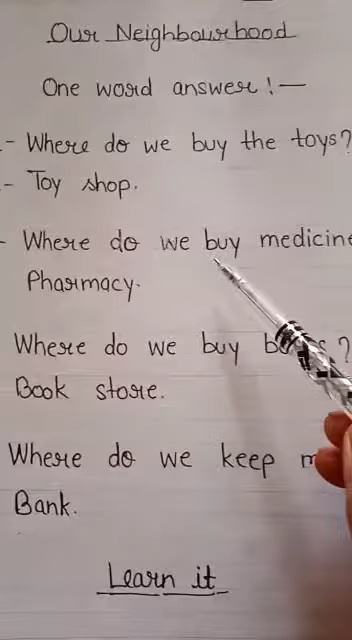 Our Neighbourhood
One word answer!—
- Where do we buy the toys?
- Toy shop.
- Where do we buy medicine
Pharmacy.
Where do we buy ?
Book store.
Where do we keep
Bank.
Learn it